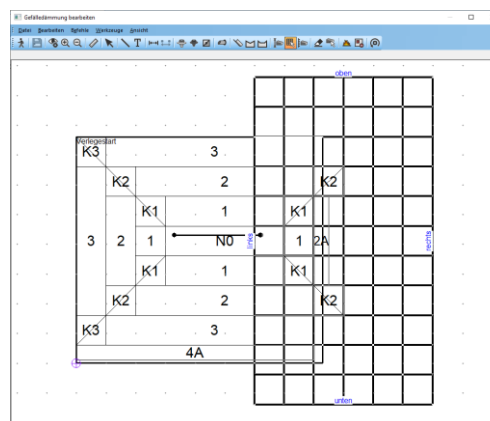 Gefälledämmung bearbeiten
Datei Bearbeiten Befehle Werkzeuge Ansicht
oben
Verlegestart
K3 3
K2 2 K2
K1 1 K1
3 2 1 N0 links 1 2A rechts
K1 1 K1
K2 2 K2
K3 3
4A
unten